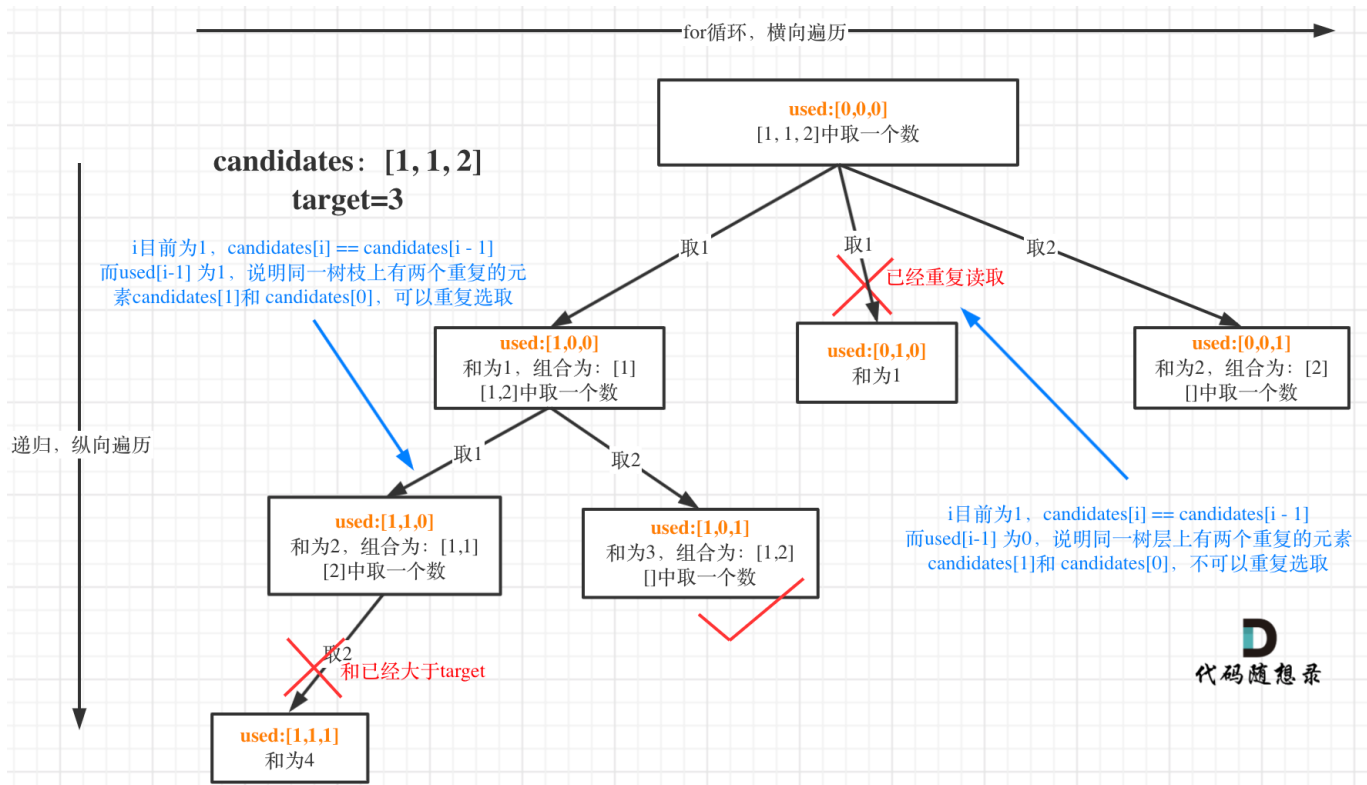 for循环，横向遍历
used:[0,0,0]
[1, 1, 2]中取一个数
candidates：[1, 1, 2]
target=3
i目前为1，candidates[i] == candidates[i - 1]
而used[i-1] 为1，说明同一树枝上有两个重复的元
素candidates[1]和 candidates[0]，可以重复选取
取1
取1
取2
已经重复读取
used:[1,0,0]
和为1，组合为：[1]
[1,2]中取一个数
used:[0,1,0]
和为1
used:[0,0,1]
和为2，组合为：[2]
[]中取一个数
递归，纵向遍历
取1
取2
used:[1,1,0]
和为2，组合为：[1,1]
[2]中取一个数
used:[1,0,1]
和为3，组合为：[1,2]
[]中取一个数
i目前为1，candidates[i] == candidates[i - 1]
而used[i-1] 为0，说明同一树层上有两个重复的元素
candidates[1]和 candidates[0]，不可以重复选取
取2
和已经大于target
used:[1,1,1]
和为4
代码随想录